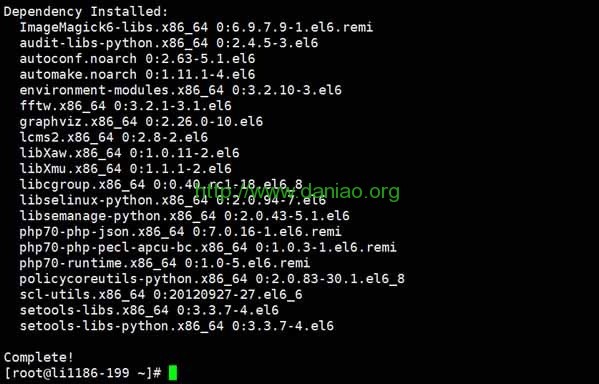 Dependency Installed:
ImageMagick6-libs.x86_64 0:6.9.7.9-1.el6.remi
audit-libs-python.x86_64 0:2.4.5-3.el6
autoconf.noarch 0:2.63-5.1.el6
automake.noarch 0:1.11.1-4.el6
environment-modules.x86_64 0:3.2.10-3.el6
fftw.x86_64 0:3.2.1-3.1.el6
graphviz.x86_64 0:2.26.0-10.el6
lcms2.x86_64 0:2.8-2.el6
libXaw.x86_64 0:1.0.11-2.el6
libXmu.x86_64 0:1.1.1-2.el6
libcgroup.x86_64 0:0.40.rc1-18.el6_8
http://www.daniao.org
libselinux-python.x86_64 0:2.0.94-7.el6
libsemanage-python.x86_64 0:2.0.43-5.1.el6
php70-php-json.x86_64 0:7.0.16-1.el6.remi
php70-php-pecl-apcu-bc.x86_64 0:1.0.3-1.el6.remi
php70-runtime.x86_64 0:1.0-5.el6.remi
policycoreutils-python.x86_64 0:2.0.83-30.1.el6_8
scl-utils.x86_64 0:20120927-27.el6_6
setools-libs.x86_64 0:3.3.7-4.el6
setools-libs-python.x86_64 0:3.3.7-4.el6
Complete!
[root@li1186-199 ~]#